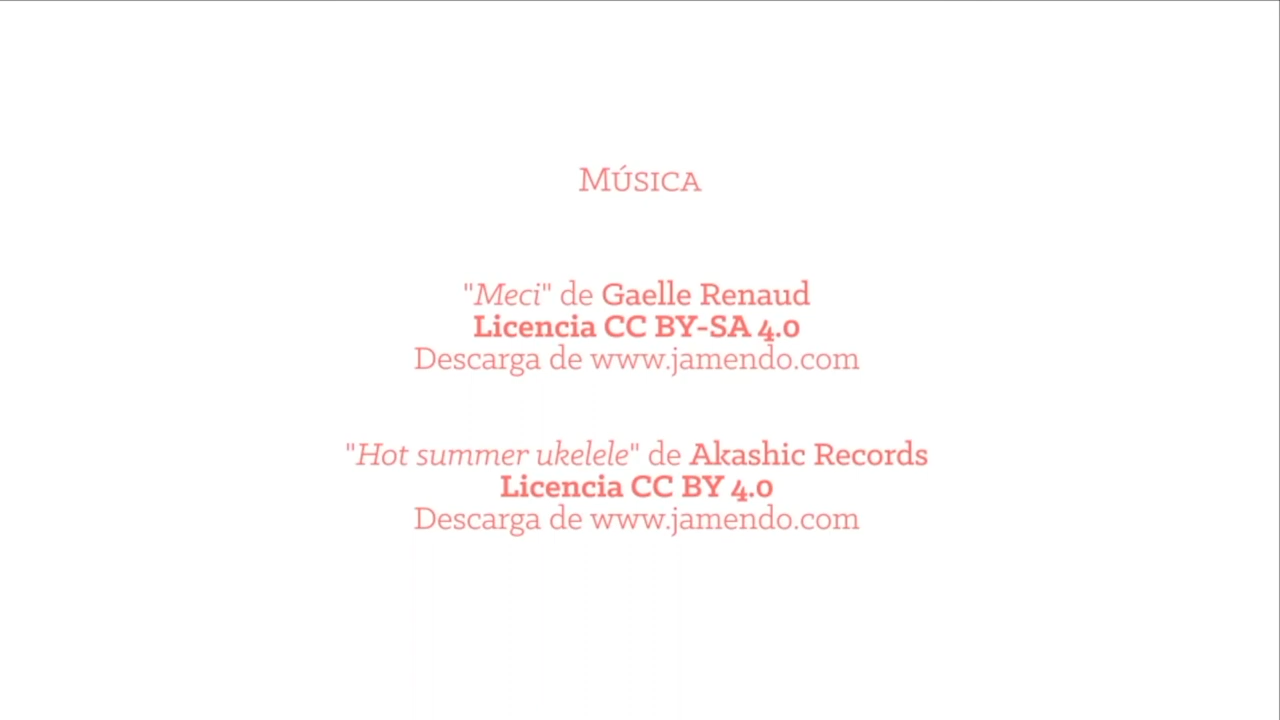 Música
"Meci" de Gaelle Renaud
Licencia CC BY-SA 4.0
Descarga de www.jamendo.com
"Hot summer ukelele" de Akashic Records
Licencia CC BY 4.0
Descarga de www.jamendo.com